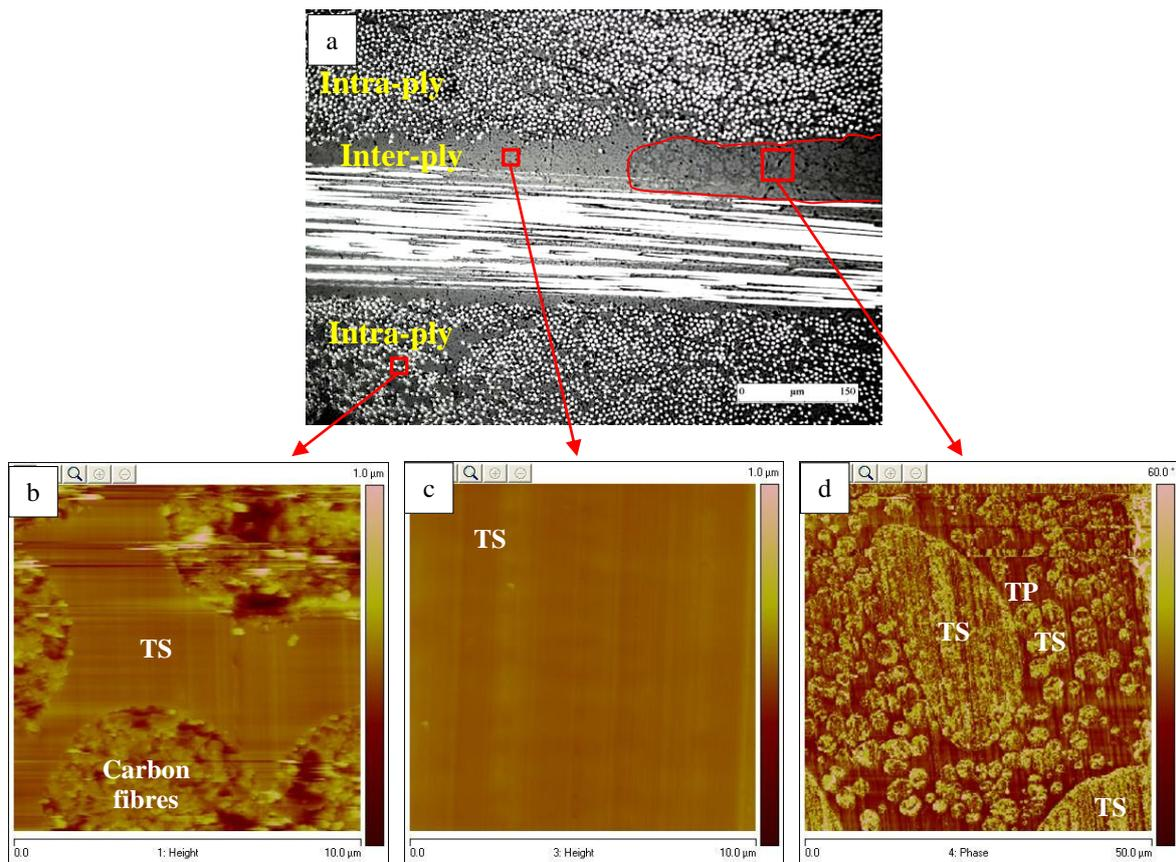 a
Intra-ply
Inter-ply
Intra-ply
0 µm 150
b
1.0 µm
TS
Carbon
fibres
0.0 1: Height 10.0 µm
c
1.0 µm
TS
0.0 3: Height 10.0 µm
d
60.0 °
TP
TS
TS
TS
0.0 4: Phase 50.0 µm